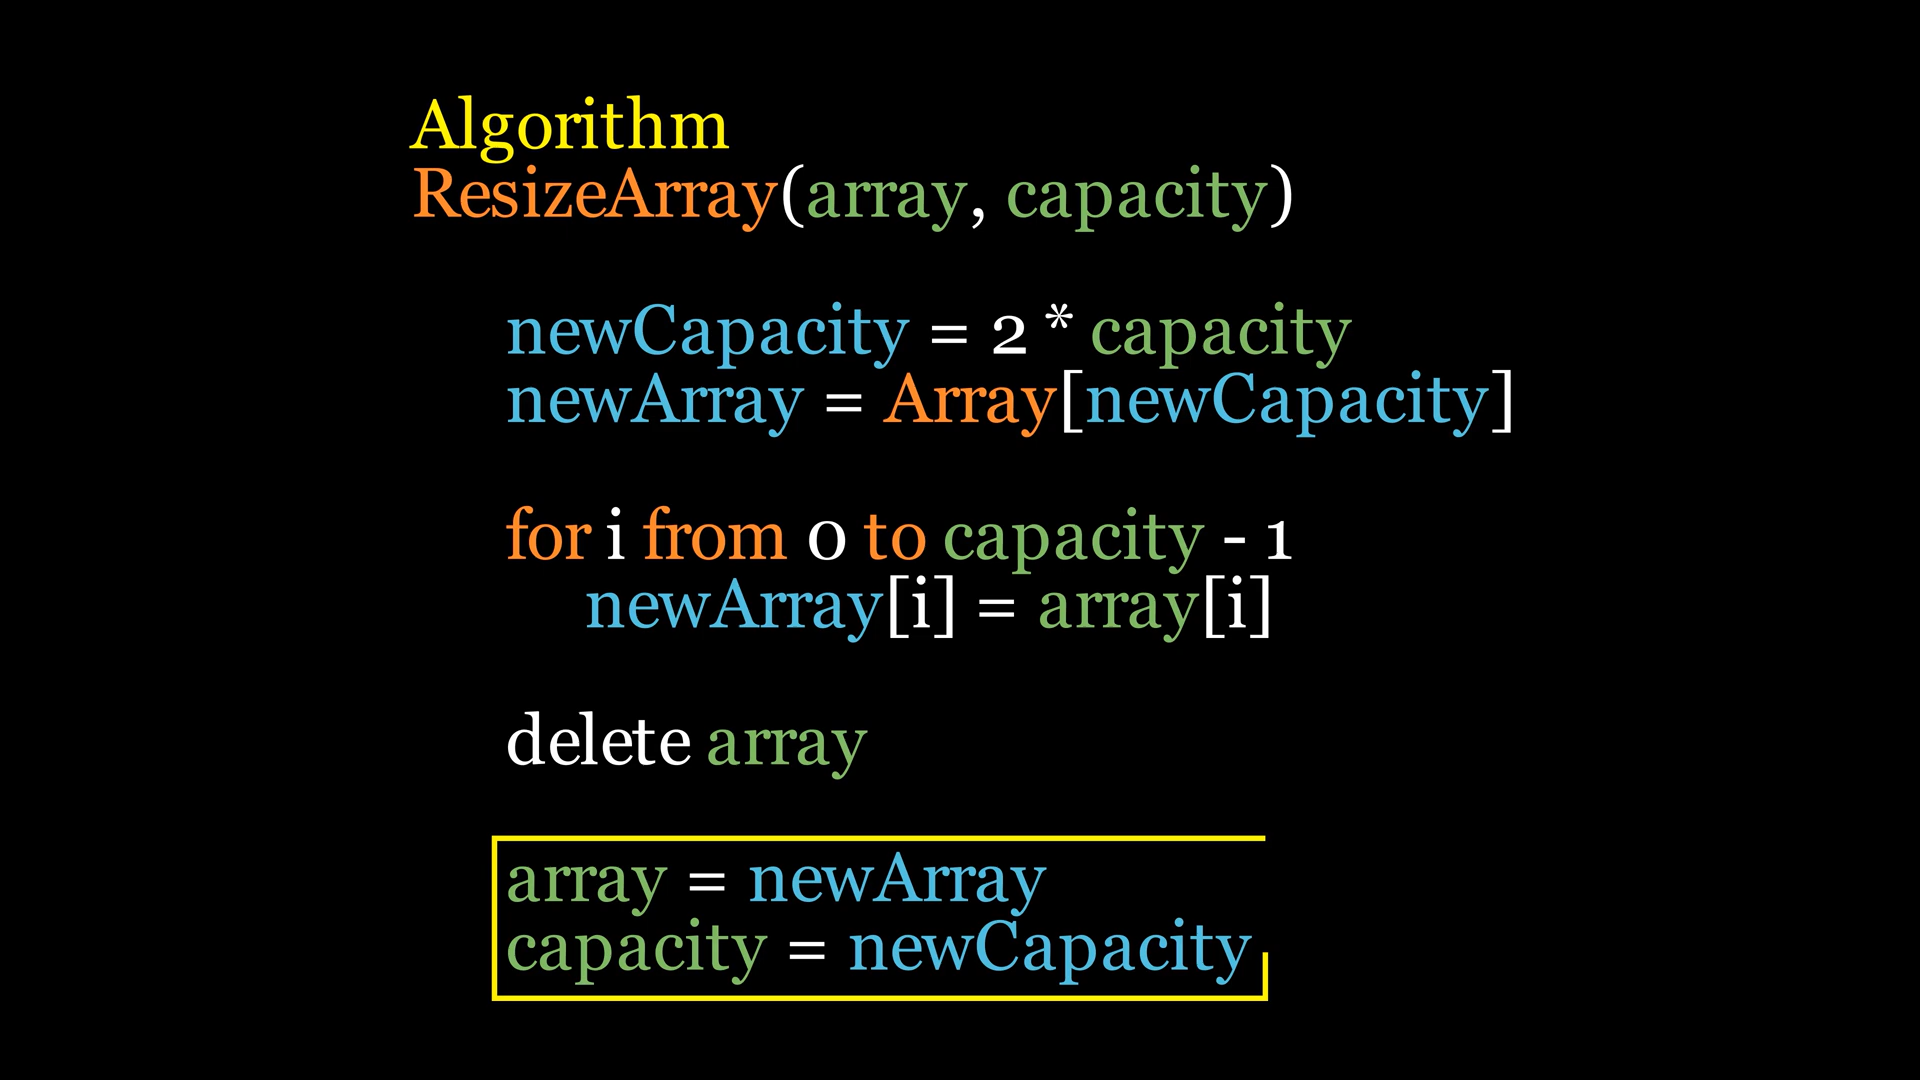 Algorithm
ResizeArray(array, capacity)
newCapacity = 2 * capacity
newArray = Array[newCapacity]
for i from 0 to capacity - 1
newArray[i] = array[i]
delete array
array = newArray
capacity = newCapacity